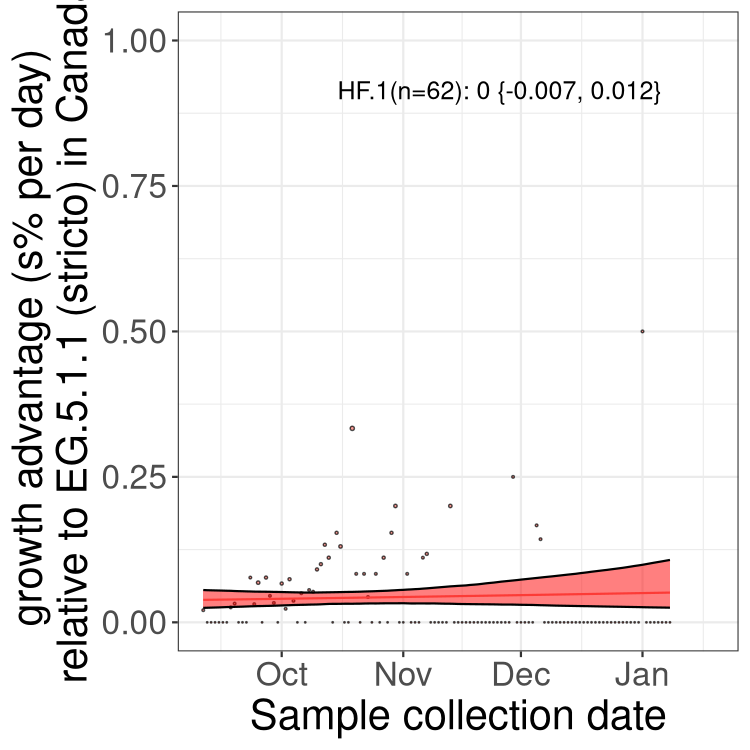 growth advantage (s% per day)
relative to EG.5.1.1 (stricto) in Canada
1.00
0.75
0.50
0.25
0.00
HF.1(n=62): 0 {-0.007, 0.012}
Oct Nov Dec Jan
Sample collection date